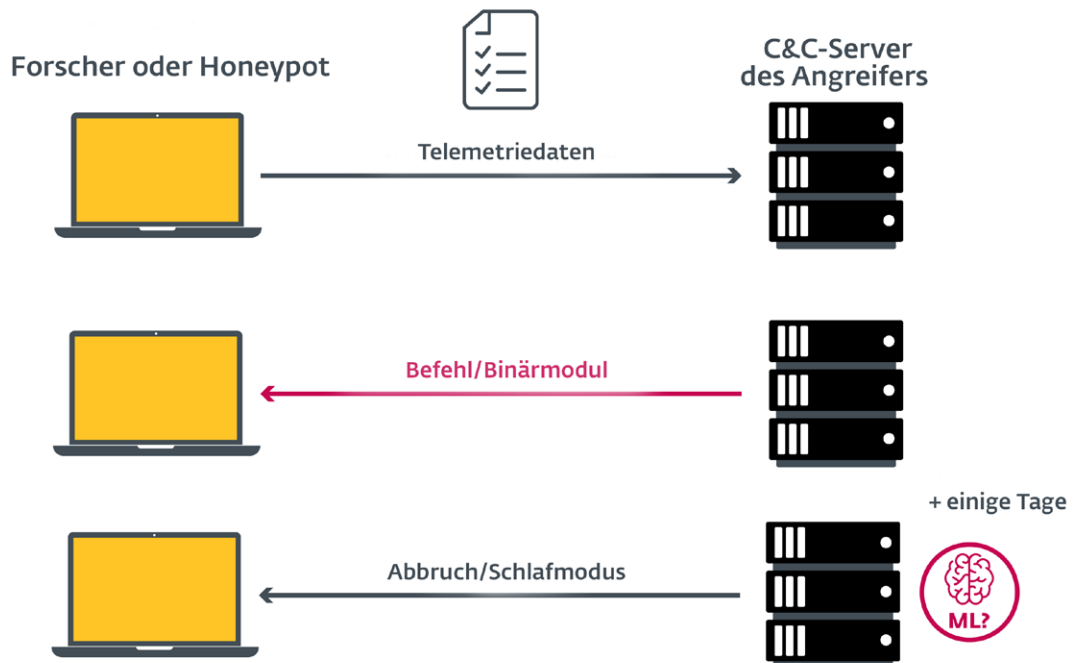 Forscher oder Honeypot
C&C-Server
des Angreifers
Telemetriedaten
Befehl/Binärmodul
+ einige Tage
Abbruch/Schlafmodus
ML?